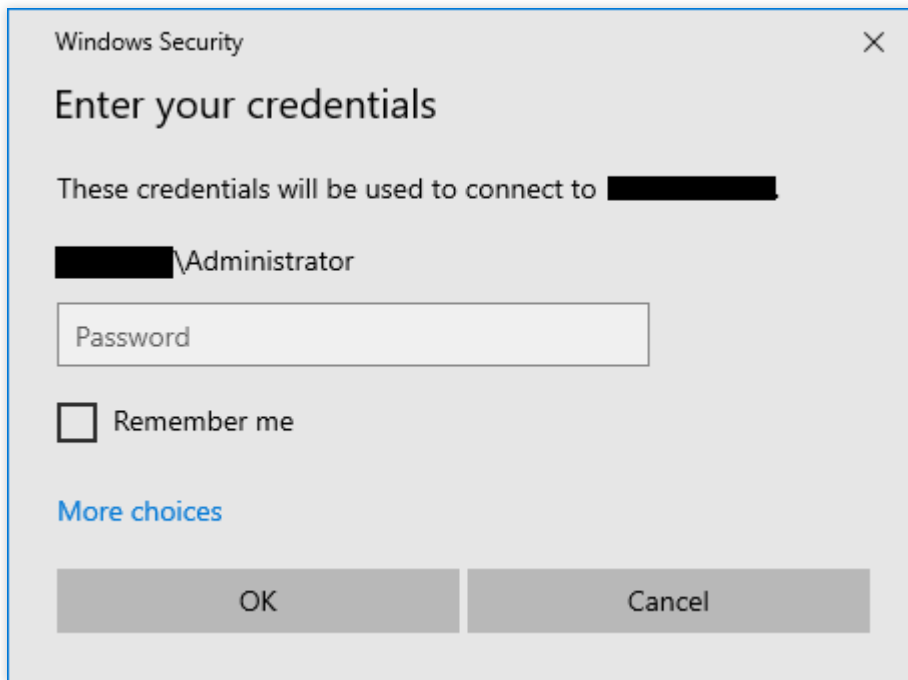 Windows Security
Enter your credentials
These credentials will be used to connect to .
\Administrator
Password
Remember me
More choices
OK
Cancel